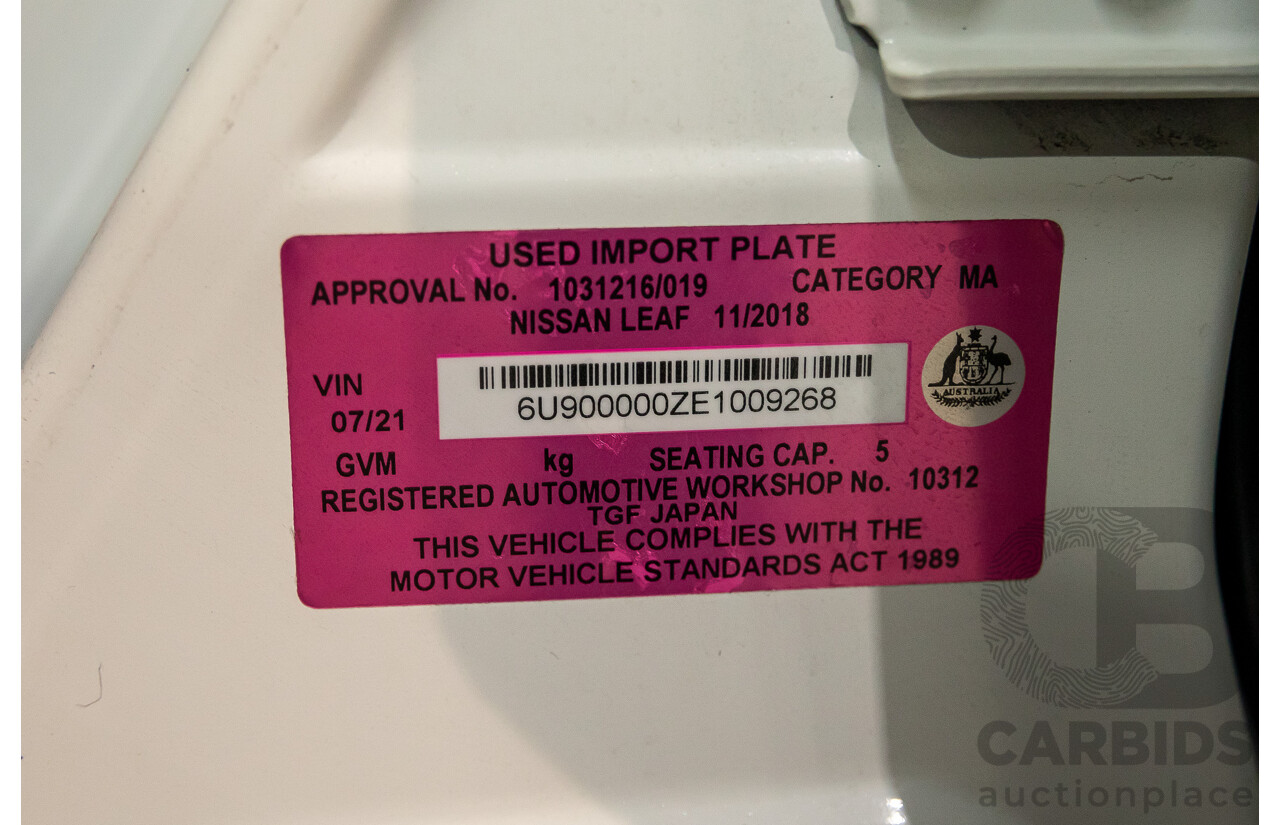 USED IMPORT PLATE
APPROVAL No. 1031216/019 CATEGORY MA
NISSAN LEAF 11/2018
VIN
6U900000ZE1009268
07/21
AUSTRALIA
GVM kg SEATING CAP. 5
REGISTERED AUTOMOTIVE WORKSHOP No. 10312
TGF JAPAN
THIS VEHICLE COMPLIES WITH THE
MOTOR VEHICLE STANDARDS ACT 1989
CB
CARBIDS
auctionplace